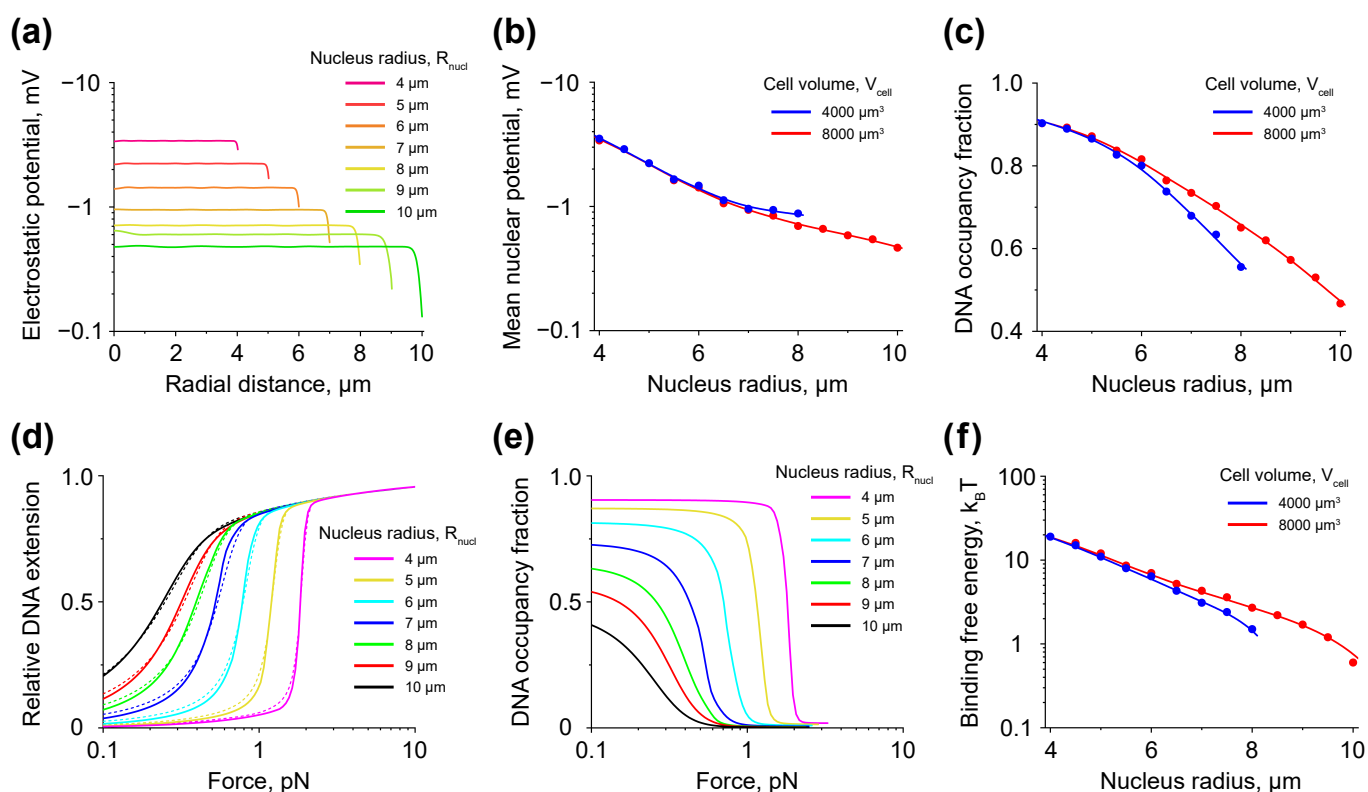 (a)
Electrostatic potential, mV
−10
−1
−0.1
Nucleus radius, Rnucl
4 µm
5 µm
6 µm
7 µm
8 µm
9 µm
10 µm
0 2 4 6 8 10
Radial distance, µm
(b)
Mean nuclear potential, mV
−10
−1
−0.1
Cell volume, Vcell
4000 µm³
8000 µm³
4 6 8 10
Nucleus radius, µm
(c)
DNA occupancy fraction
1.0
0.8
0.6
0.4
Cell volume, Vcell
4000 µm³
8000 µm³
4 6 8 10
Nucleus radius, µm
(d)
Relative DNA extension
1.0
0.5
0
Nucleus radius, Rnucl
4 µm
5 µm
6 µm
7 µm
8 µm
9 µm
10 µm
0.1 1 10
Force, pN
(e)
DNA occupancy fraction
1.0
0.5
0
Nucleus radius, Rnucl
4 µm
5 µm
6 µm
7 µm
8 µm
9 µm
10 µm
0.1 1 10
Force, pN
(f)
Binding free energy, kBT
100
10
1
0.1
Cell volume, Vcell
4000 µm³
8000 µm³
4 6 8 10
Nucleus radius, µm